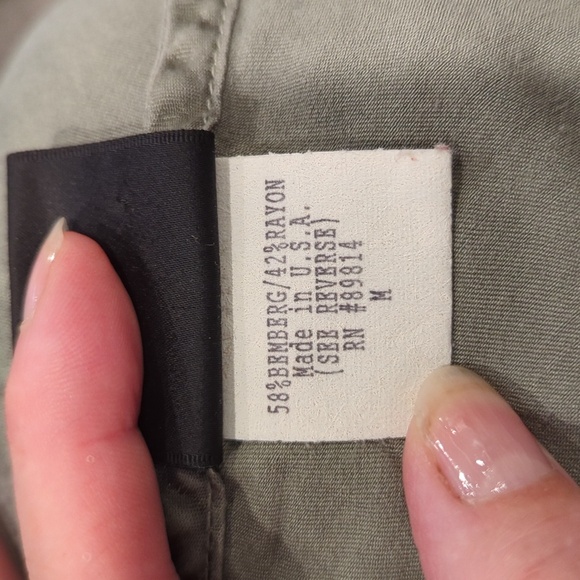 58%BEMBERG/42%RAYON
Made in U.S.A.
(SEE REVERSE)
RN #89814
M